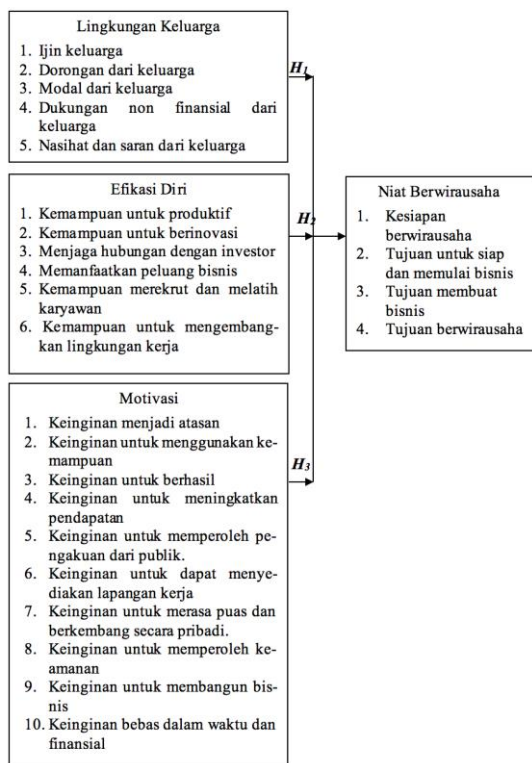 Lingkungan Keluarga
1. Ijin keluarga
2. Dorongan dari keluarga
3. Modal dari keluarga
4. Dukungan non finansial dari
keluarga
5. Nasihat dan saran dari keluarga
H1
Efikasi Diri
1. Kemampuan untuk produktif
2. Kemampuan untuk berinovasi
3. Menjaga hubungan dengan investor
4. Memanfaatkan peluang bisnis
5. Kemampuan merekrut dan melatih
karyawan
6. Kemampuan untuk mengembang-
kan lingkungan kerja
H2
Motivasi
1. Keinginan menjadi atasan
2. Keinginan untuk menggunakan ke-
mampuan
3. Keinginan untuk berhasil
4. Keinginan untuk meningkatkan
pendapatan
5. Keinginan untuk memperoleh pe-
ngakuan dari publik.
6. Keinginan untuk dapat menye-
diakan lapangan kerja
7. Keinginan untuk merasa puas dan
berkembang secara pribadi.
8. Keinginan untuk memperoleh ke-
amanan
9. Keinginan untuk membangun bis-
nis
10. Keinginan bebas dalam waktu dan
finansial
H3
Niat Berwirausaha
1. Kesiapan
berwirausaha
2. Tujuan untuk siap
dan memulai bisnis
3. Tujuan membuat
bisnis
4. Tujuan berwirausaha